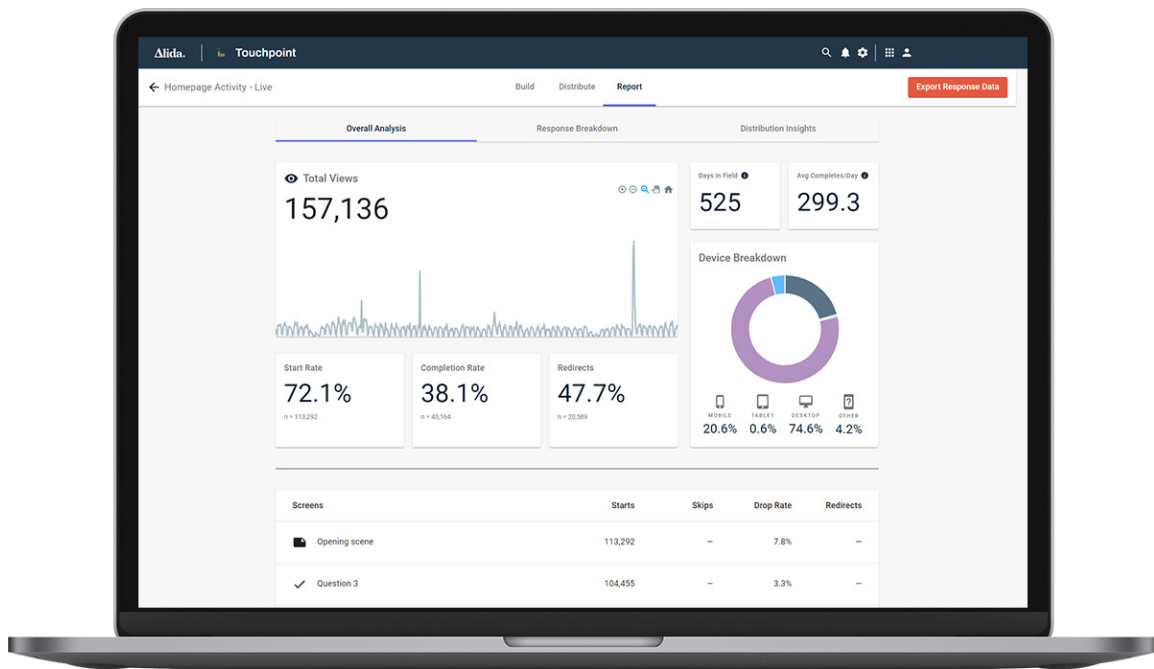 Alida. Touchpoint
Homepage Activity - Live Build Distribute Report Export Response Data
Overall Analysis Response Breakdown Distribution Insights
Total Views
157,136
Days in Field
525
Avg Completes/Day
299.3
Device Breakdown
MOBILE TABLET DESKTOP OTHER
20.6% 0.6% 74.6% 4.2%
Start Rate
72.1%
n = 113,292
Completion Rate
38.1%
n = 43,164
Redirects
47.7%
n = 20,589
Screens Starts Skips Drop Rate Redirects
Opening scene 113,292 – 7.8% –
Question 3 104,455 – 3.3% –